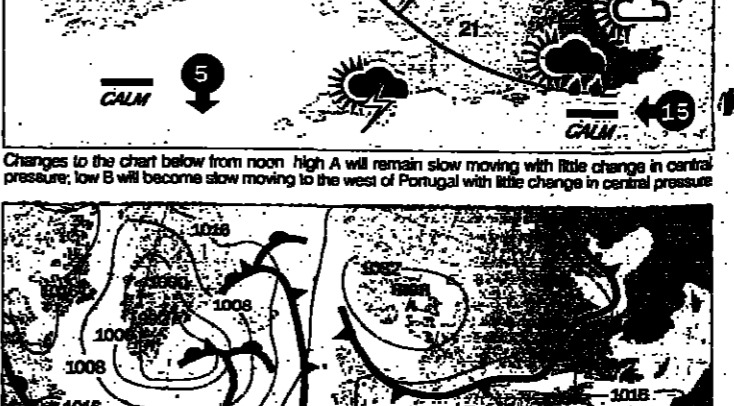 21
5
CALM
15
CALM
Changes to the chart below from noon high A will remain slow moving with little change in central
pressure; low B will become slow moving to the west of Portugal with little change in central pressure
1016
1032
1008
A
1008
1016